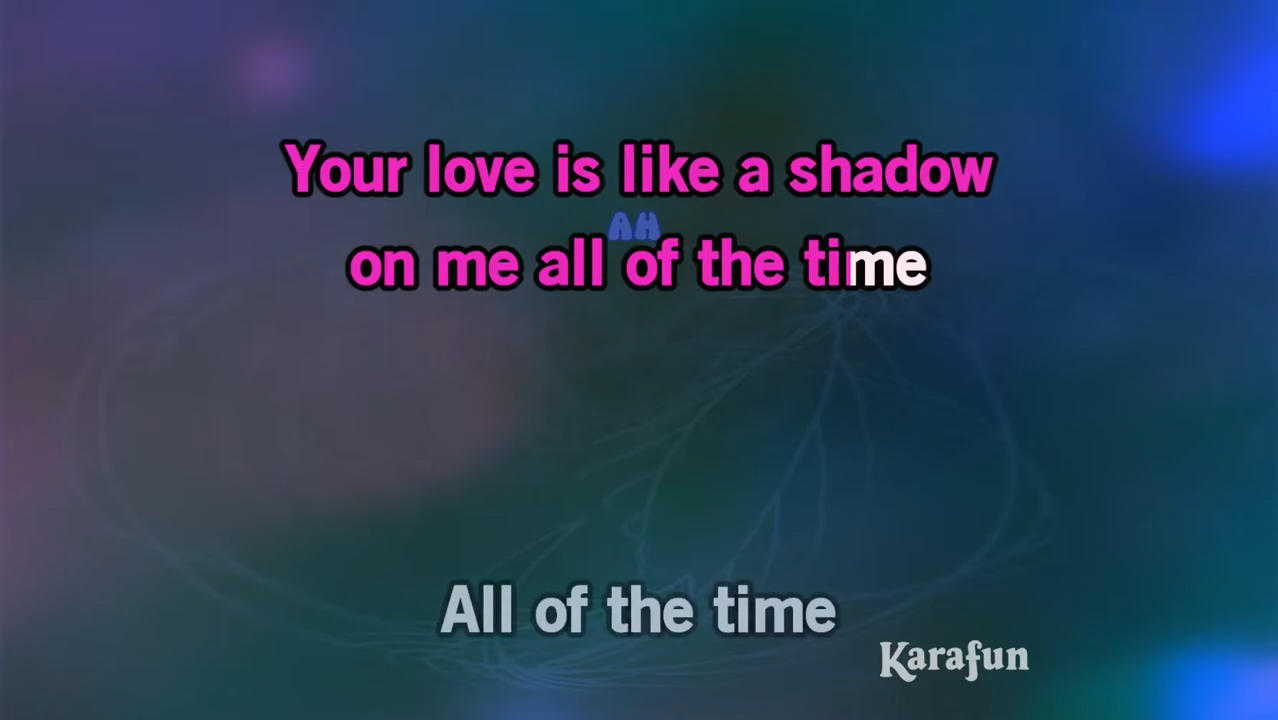 Your love is like a shadow
AH
on me all of the time
All of the time
Karafun